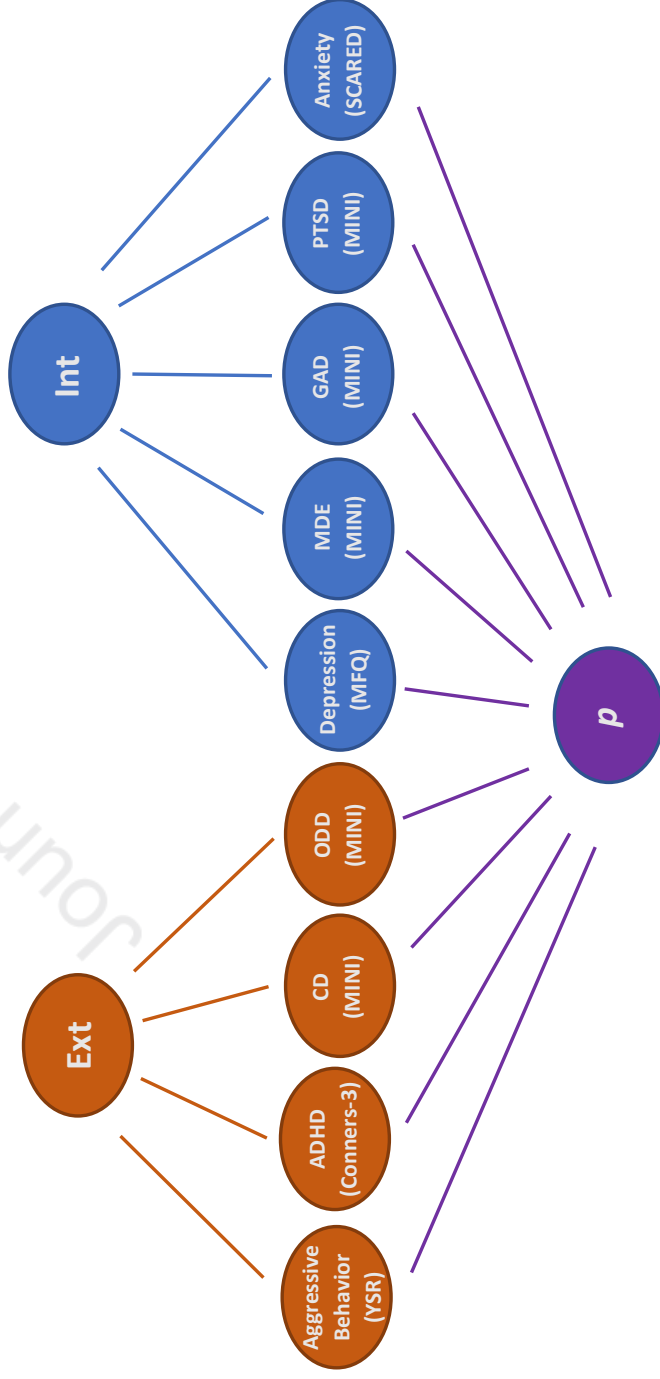 Ext
Int
Aggressive
Behavior
(YSR)
ADHD
(Conners-3)
CD
(MINI)
ODD
(MINI)
Depression
(MFQ)
MDE
(MINI)
GAD
(MINI)
PTSD
(MINI)
Anxiety
(SCARED)
p
Journ